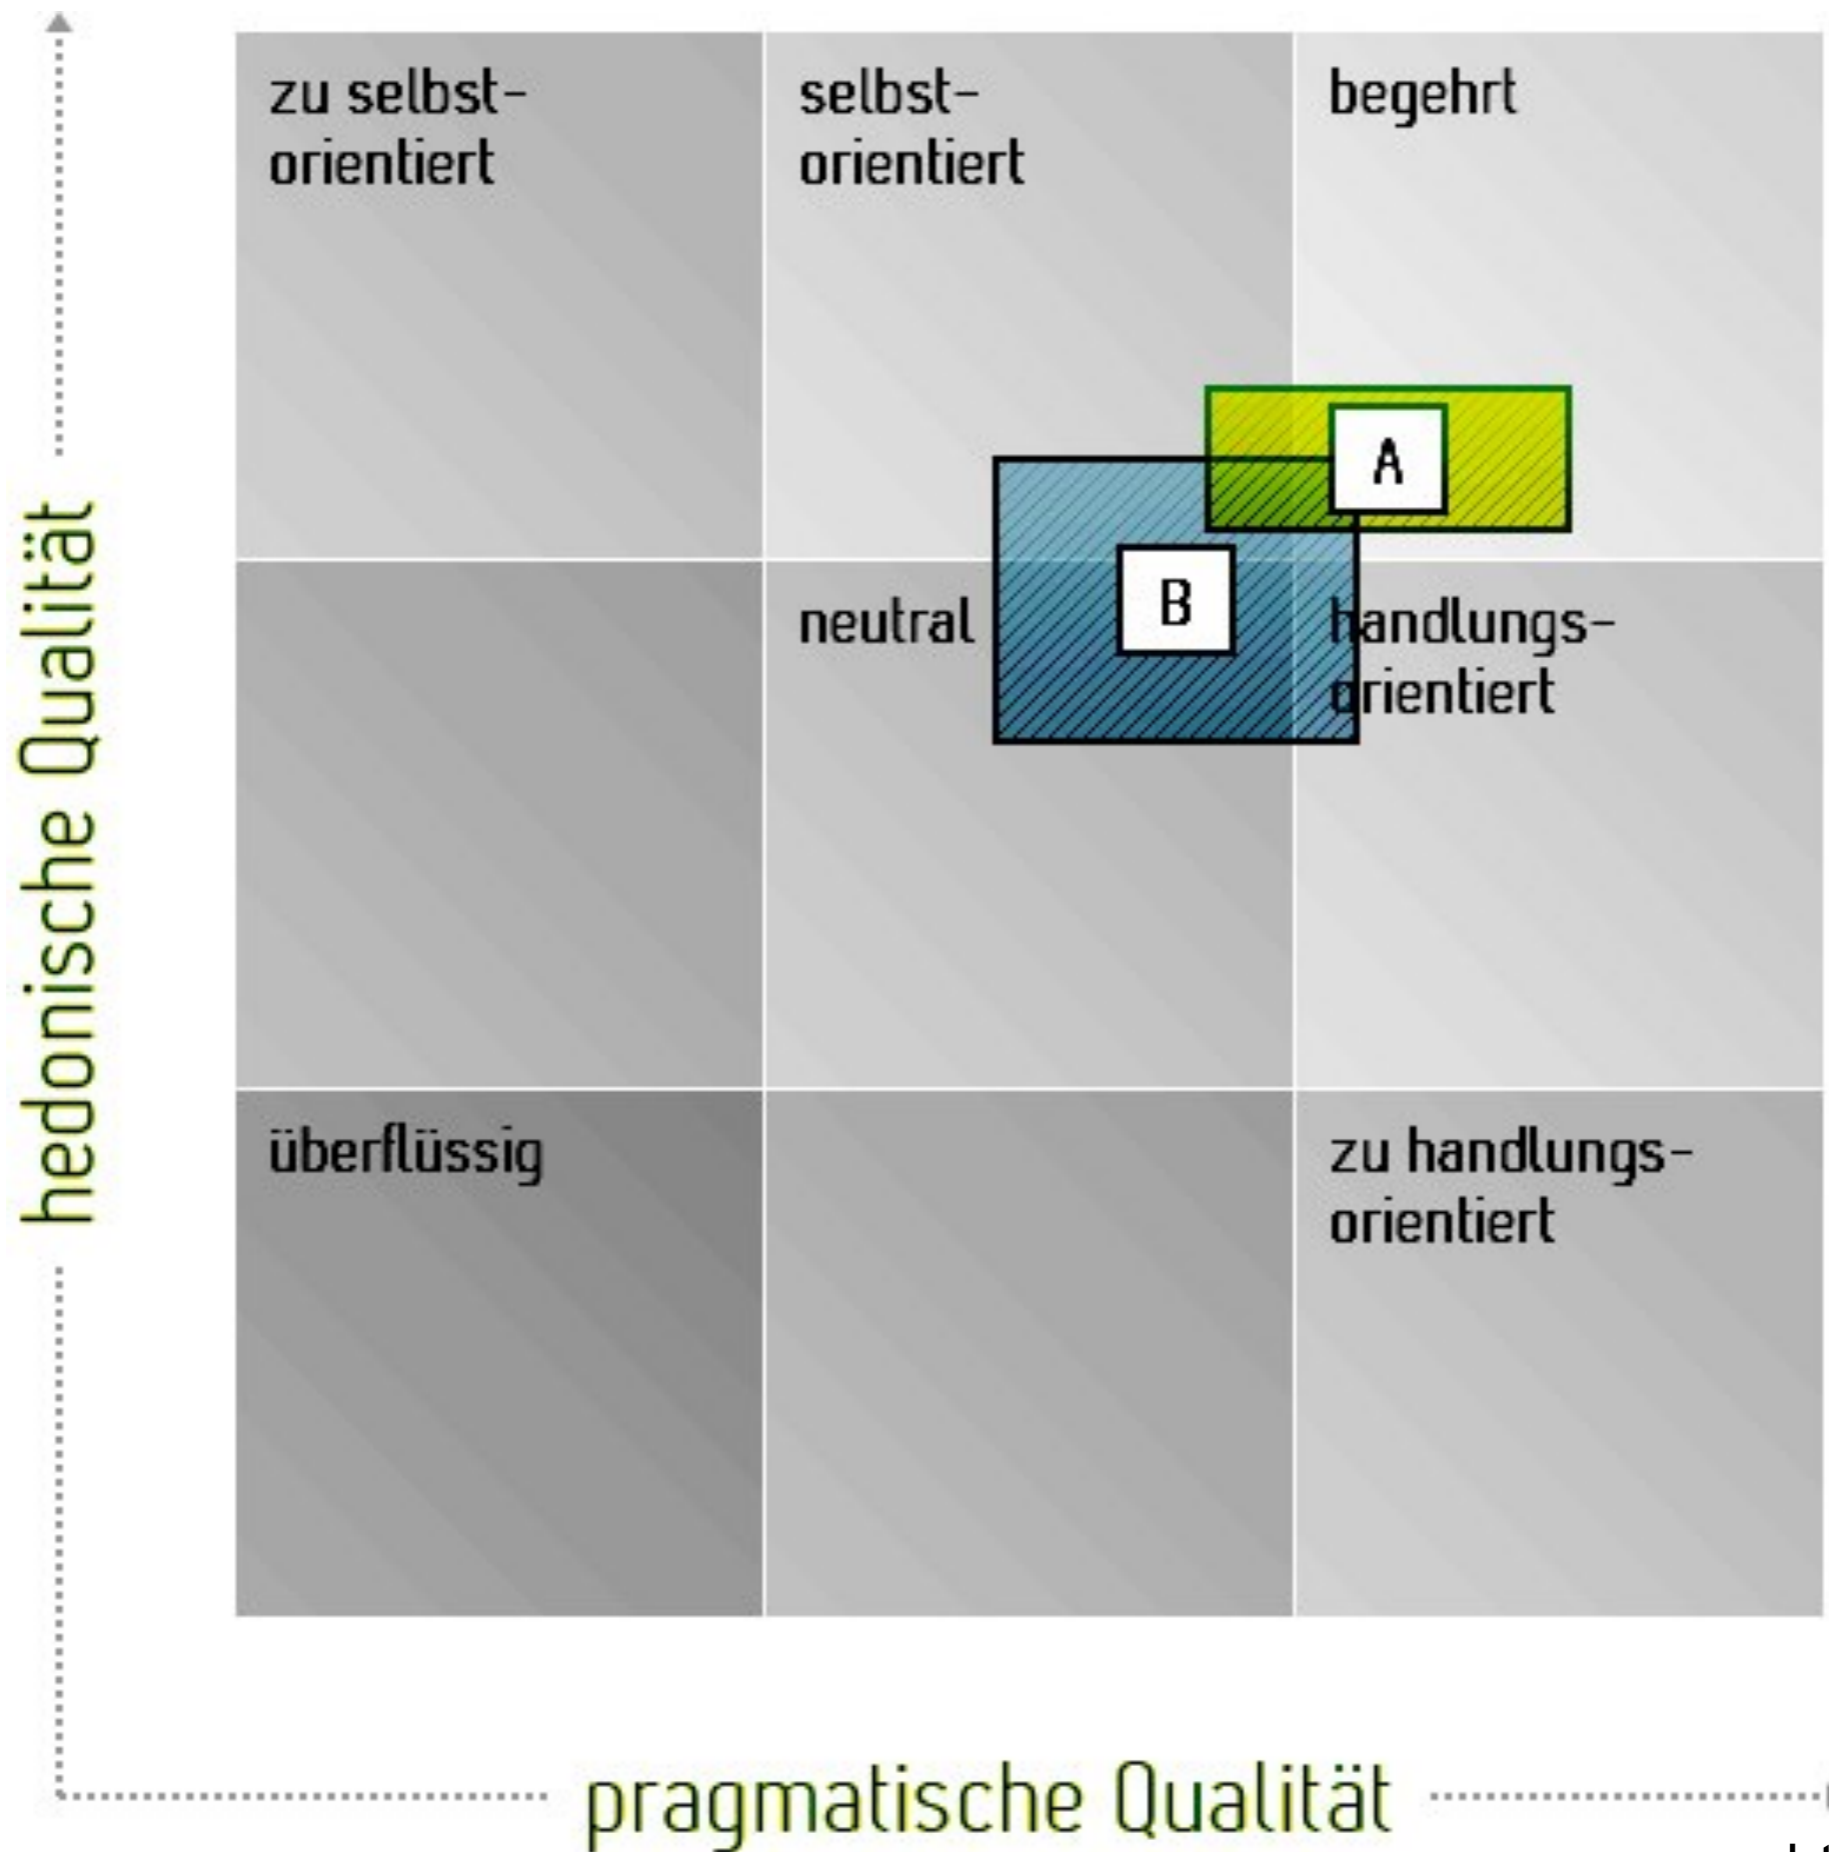 zu selbst-
orientiert
selbst-
orientiert
begehrt
A
B
neutral
handlungs-
orientiert
überflüssig
zu handlungs-
orientiert
hedonische Qualität
pragmatische Qualität